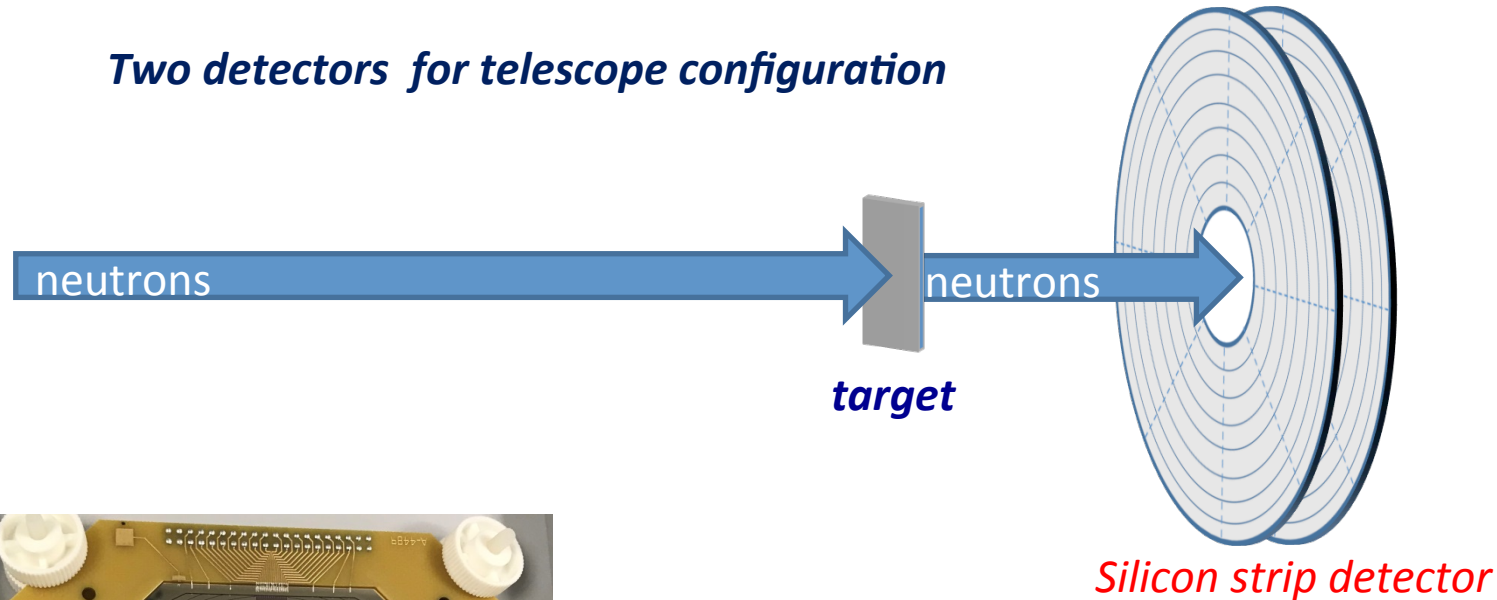 Two detectors for telescope configuration
neutrons
neutrons
target
Silicon strip detector